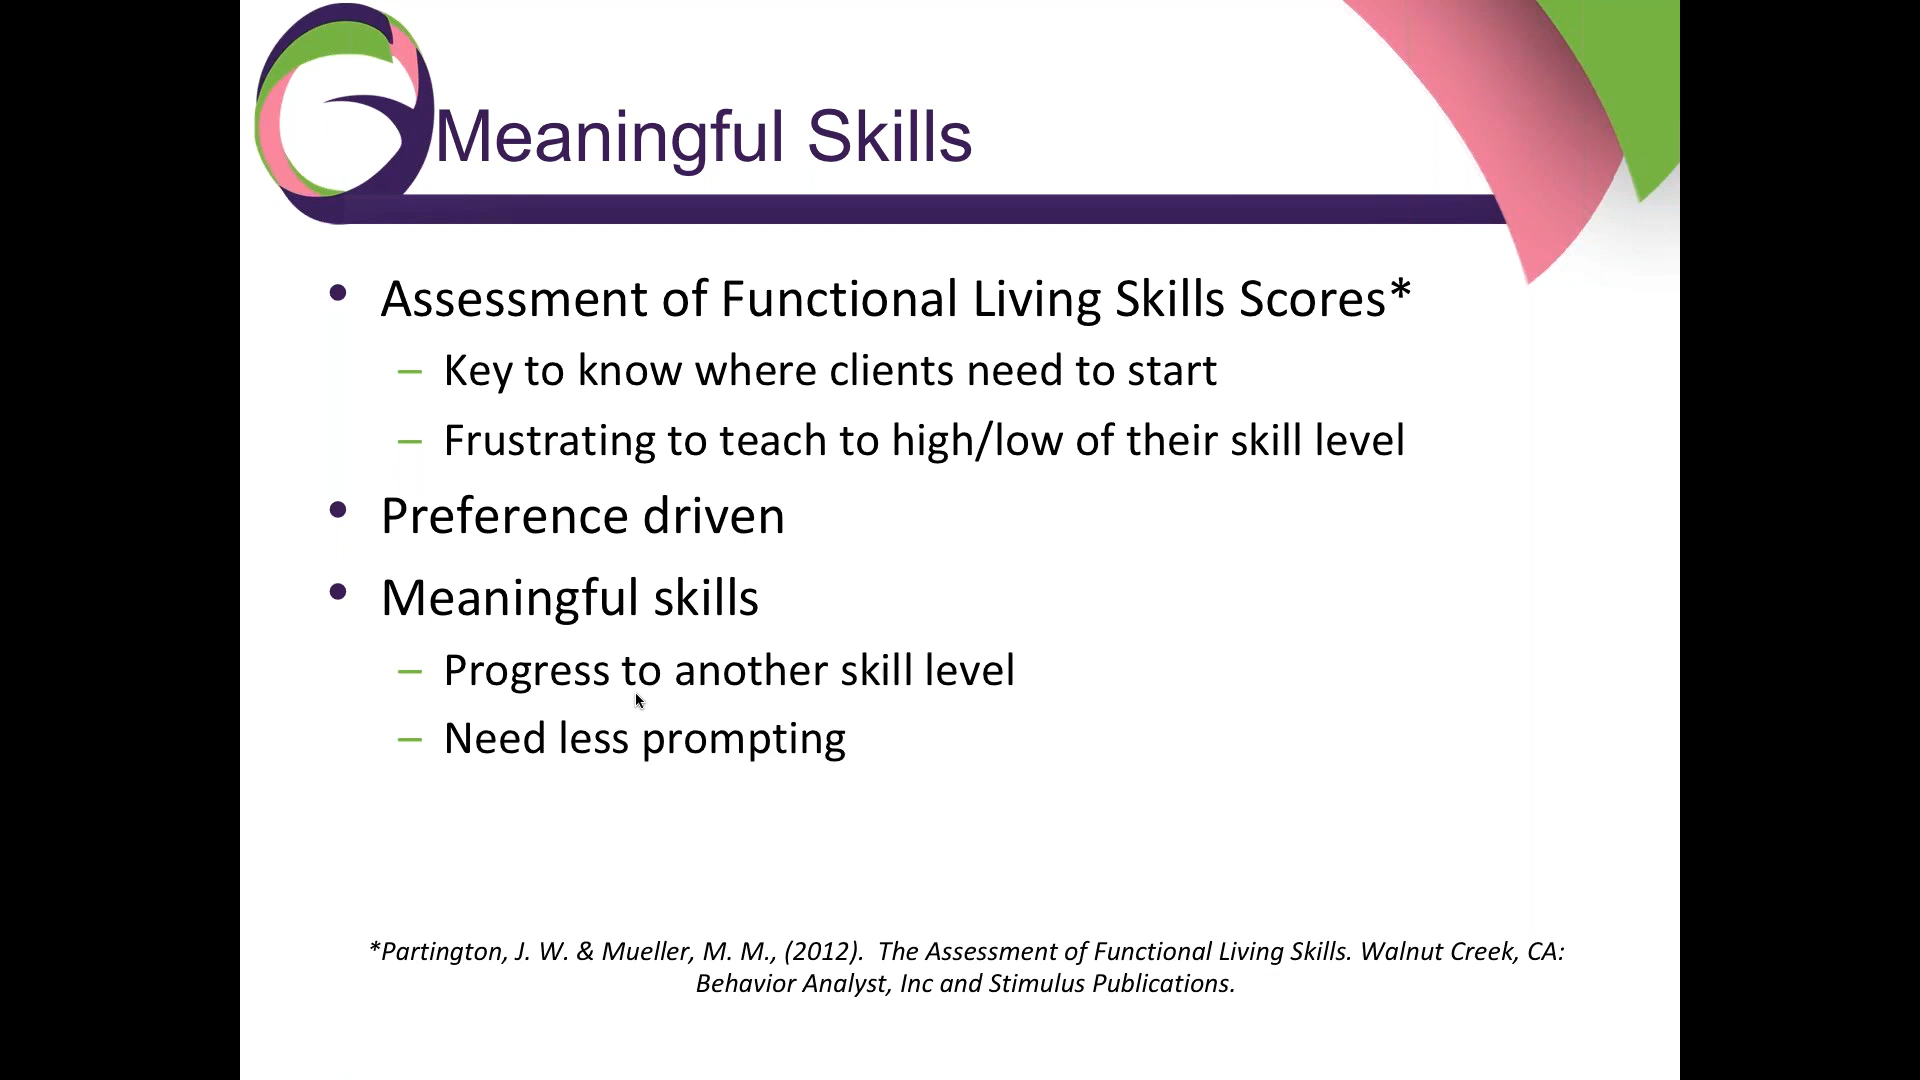 Meaningful Skills
• Assessment of Functional Living Skills Scores*
– Key to know where clients need to start
– Frustrating to teach to high/low of their skill level
• Preference driven
• Meaningful skills
– Progress to another skill level
– Need less prompting
*Partington, J. W. & Mueller, M. M., (2012). The Assessment of Functional Living Skills. Walnut Creek, CA:
Behavior Analyst, Inc and Stimulus Publications.